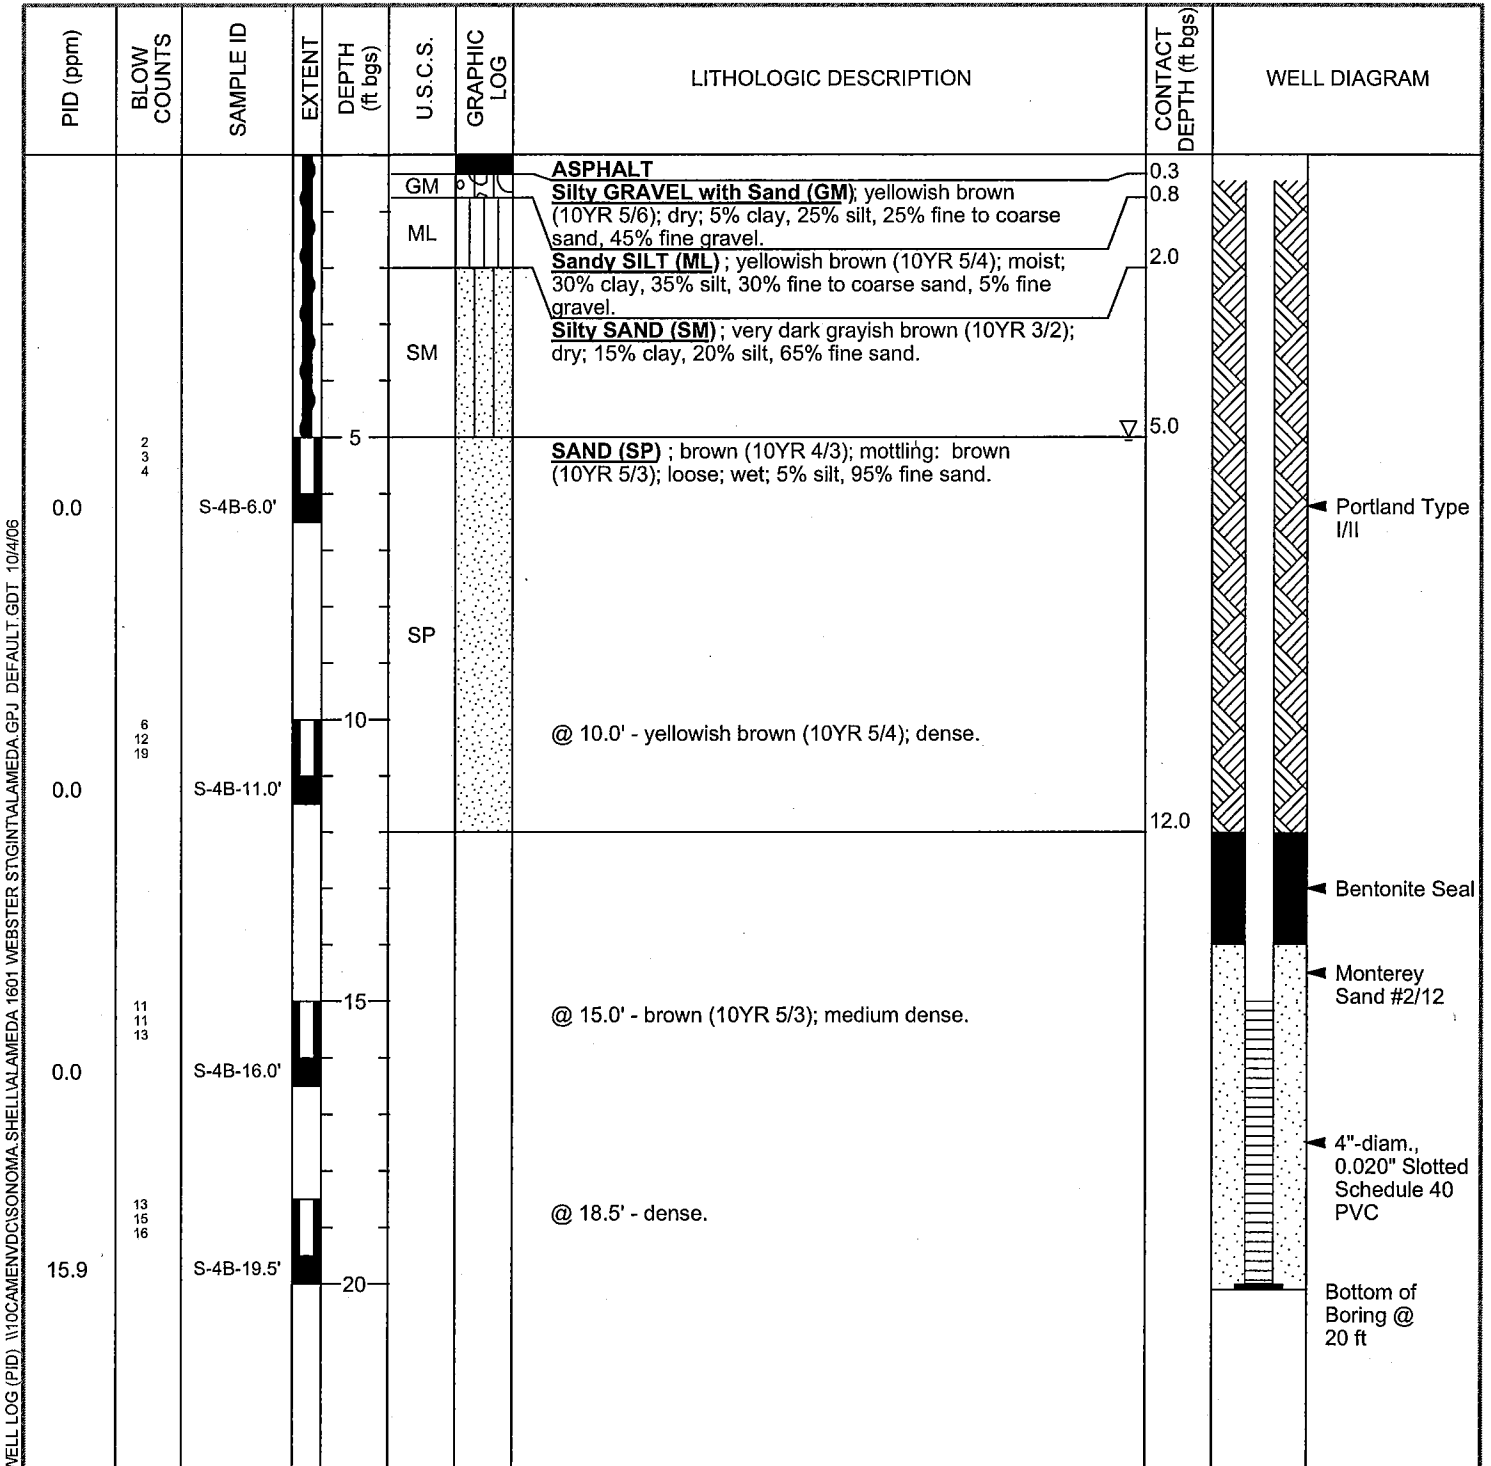 PID (ppm)
BLOW
COUNTS
SAMPLE ID
EXTENT
DEPTH
(ft bgs)
U.S.C.S.
GRAPHIC
LOG
LITHOLOGIC DESCRIPTION
CONTACT
DEPTH (ft bgs)
WELL DIAGRAM
ASPHALT
0.3
GM
Silty GRAVEL with Sand (GM); yellowish brown
(10YR 5/6); dry; 5% clay, 25% silt, 25% fine to coarse
sand, 45% fine gravel.
0.8
ML
Sandy SILT (ML) ; yellowish brown (10YR 5/4); moist;
30% clay, 35% silt, 30% fine to coarse sand, 5% fine
gravel.
2.0
SM
Silty SAND (SM) ; very dark grayish brown (10YR 3/2);
dry; 15% clay, 20% silt, 65% fine sand.
5.0
2
3
4
5
SAND (SP) ; brown (10YR 4/3); mottling: brown
(10YR 5/3); loose; wet; 5% silt, 95% fine sand.
0.0
S-4B-6.0'
Portland Type
I/II
SP
6
12
19
10
@ 10.0' - yellowish brown (10YR 5/4); dense.
0.0
S-4B-11.0'
12.0
Bentonite Seal
Monterey
Sand #2/12
11
11
13
15
@ 15.0' - brown (10YR 5/3); medium dense.
0.0
S-4B-16.0'
4"-diam.,
0.020" Slotted
Schedule 40
PVC
13
15
16
@ 18.5' - dense.
15.9
S-4B-19.5'
20
Bottom of
Boring @
20 ft
WELL LOG (PID) \\10CAMENVDC\SONOMA.SHELL\ALAMEDA 1601 WEBSTER ST\GINT\ALAMEDA.GPJ DEFAULT.GDT 10/4/06